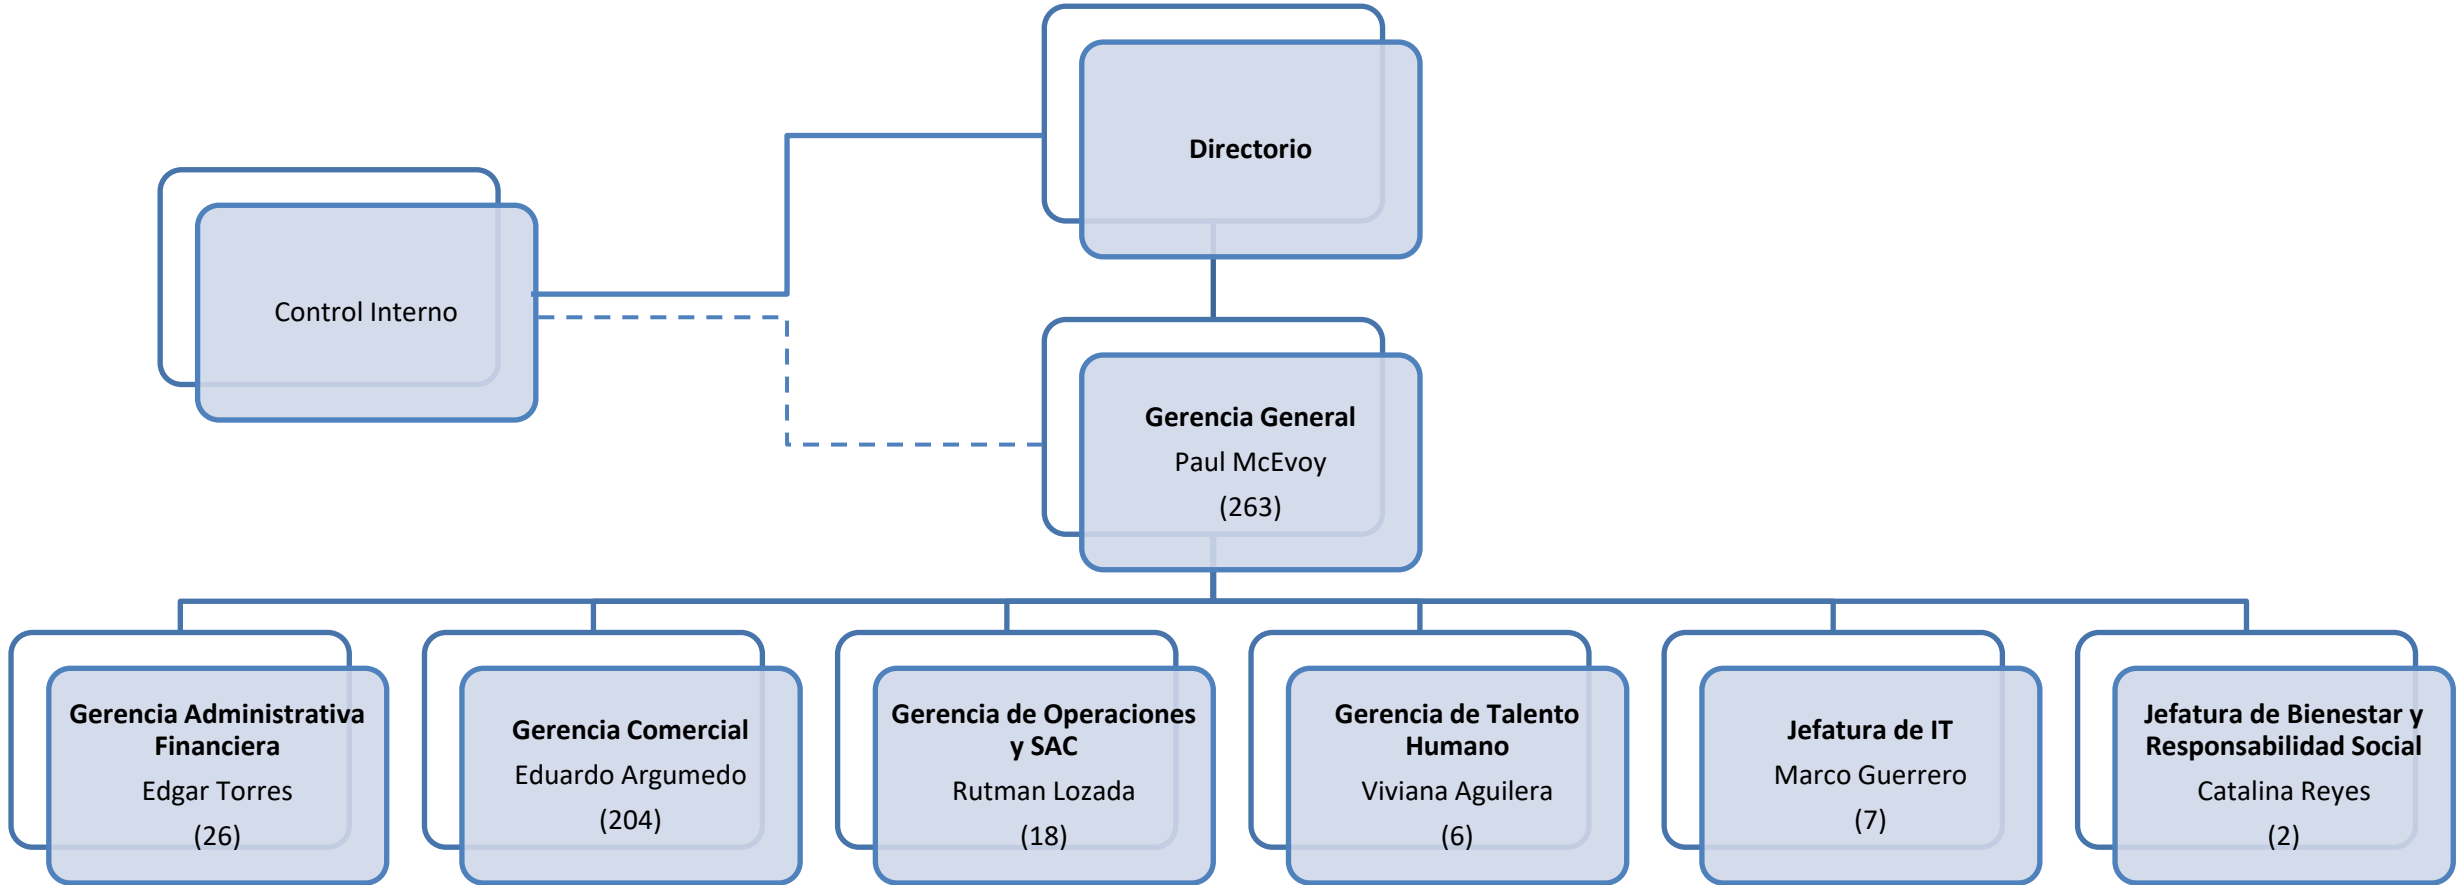 Directorio
Control Interno
Gerencia General
Paul McEvoy
(263)
Gerencia Administrativa
Financiera
Edgar Torres
(26)
Gerencia Comercial
Eduardo Argumedo
(204)
Gerencia de Operaciones
y SAC
Rutman Lozada
(18)
Gerencia de Talento
Humano
Viviana Aguilera
(6)
Jefatura de IT
Marco Guerrero
(7)
Jefatura de Bienestar y
Responsabilidad Social
Catalina Reyes
(2)